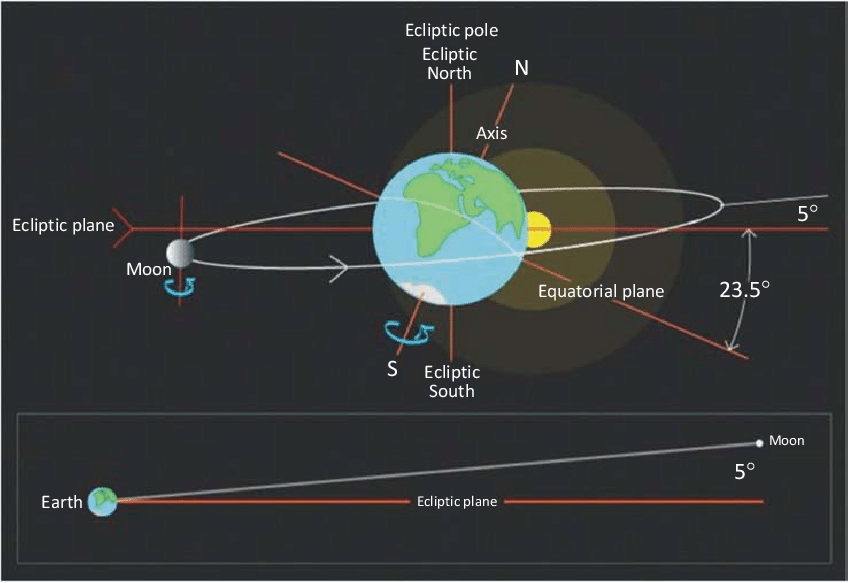 Ecliptic pole
Ecliptic
North
N
Axis
Ecliptic plane
5°
Moon
Equatorial plane
23.5°
S
Ecliptic
South
Moon
5°
Earth
Ecliptic plane